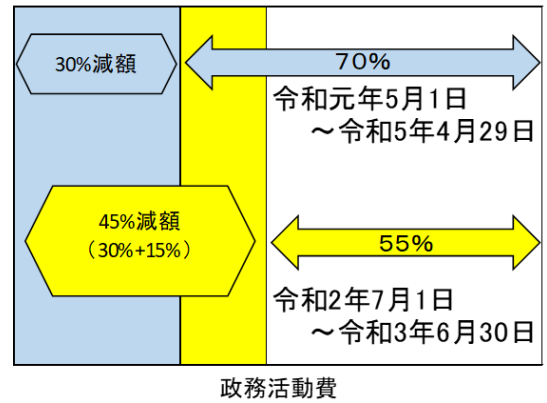 30%減額
70%
令和元年5月1日
～令和5年4月29日
45%減額
（30%+15%）
55%
令和2年7月1日
～令和3年6月30日
政務活動費